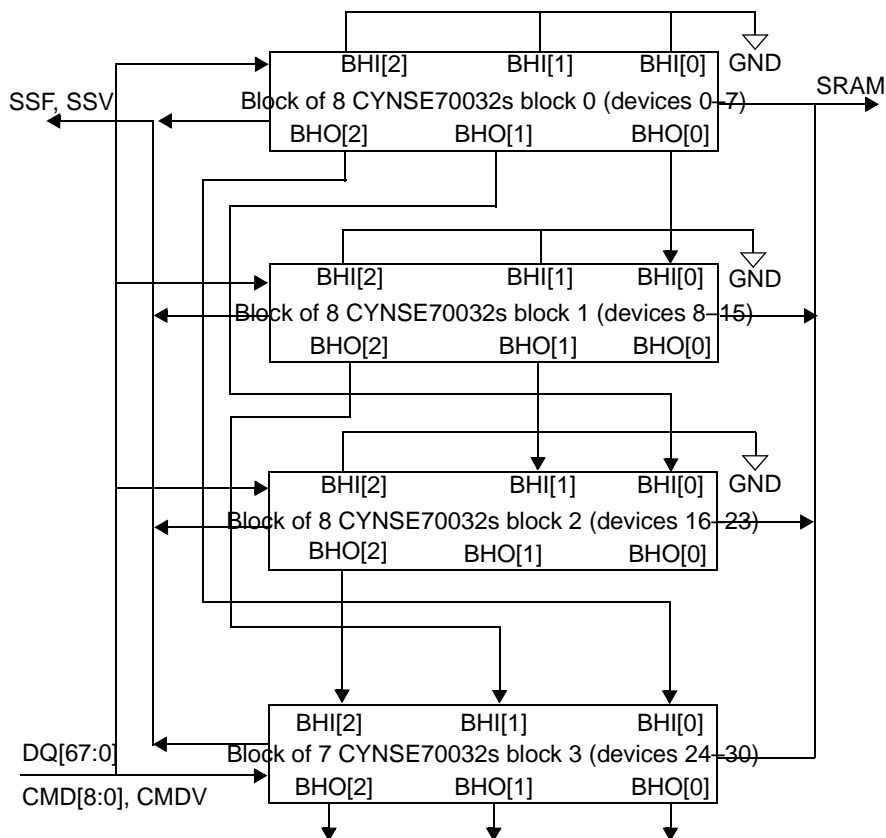 BHI[2] BHI[1] BHI[0] GND
SSF, SSV
Block of 8 CYNSE70032s block 0 (devices 0–7)
SRAM
BHO[2] BHO[1] BHO[0]
BHI[2] BHI[1] BHI[0] GND
Block of 8 CYNSE70032s block 1 (devices 8–15)
BHO[2] BHO[1] BHO[0]
BHI[2] BHI[1] BHI[0] GND
Block of 8 CYNSE70032s block 2 (devices 16–23)
BHO[2] BHO[1] BHO[0]
BHI[2] BHI[1] BHI[0]
DQ[67:0]
Block of 7 CYNSE70032s block 3 (devices 24–30)
CMD[8:0], CMDV
BHO[2] BHO[1] BHO[0]